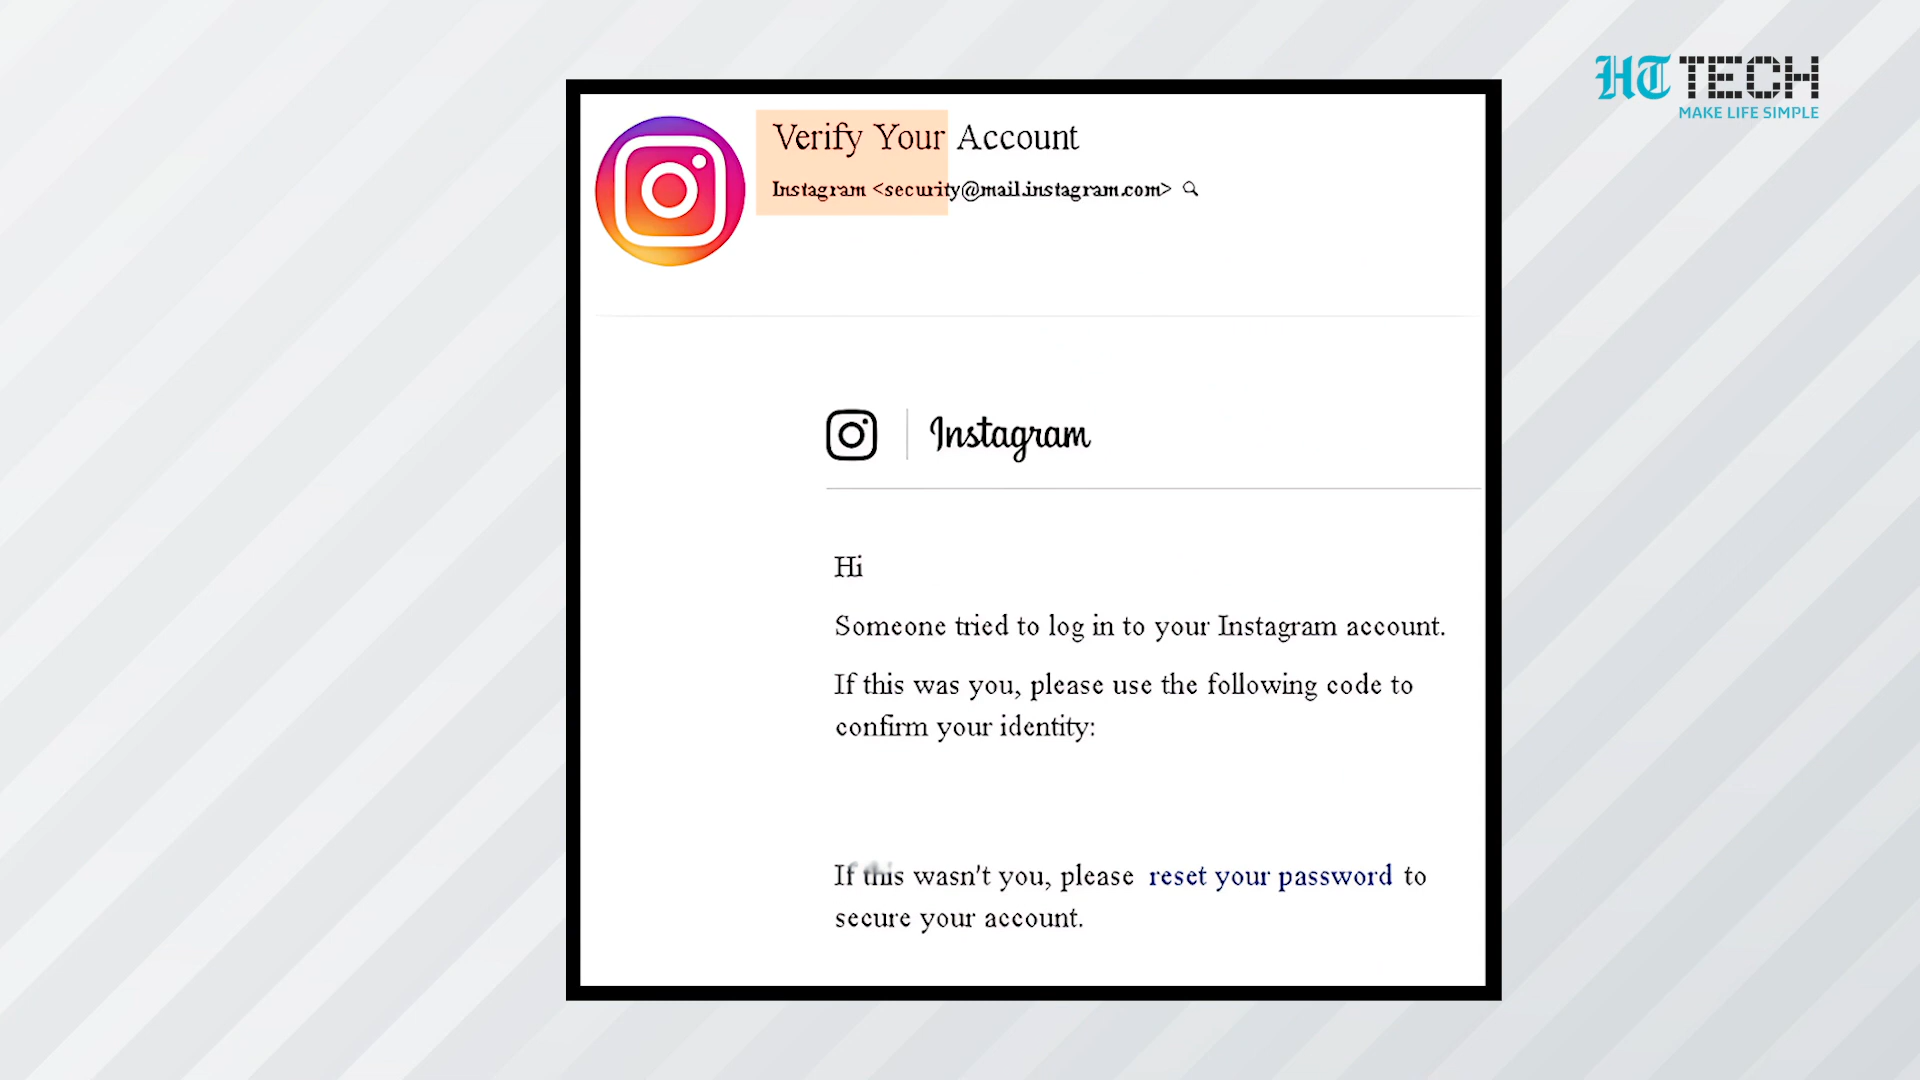 HT TECH
MAKE LIFE SIMPLE
Verify Your Account
Instagram <security@mail.instagram.com>
Instagram
Hi
Someone tried to log in to your Instagram account.
If this was you, please use the following code to
confirm your identity:
If this wasn't you, please reset your password to
secure your account.